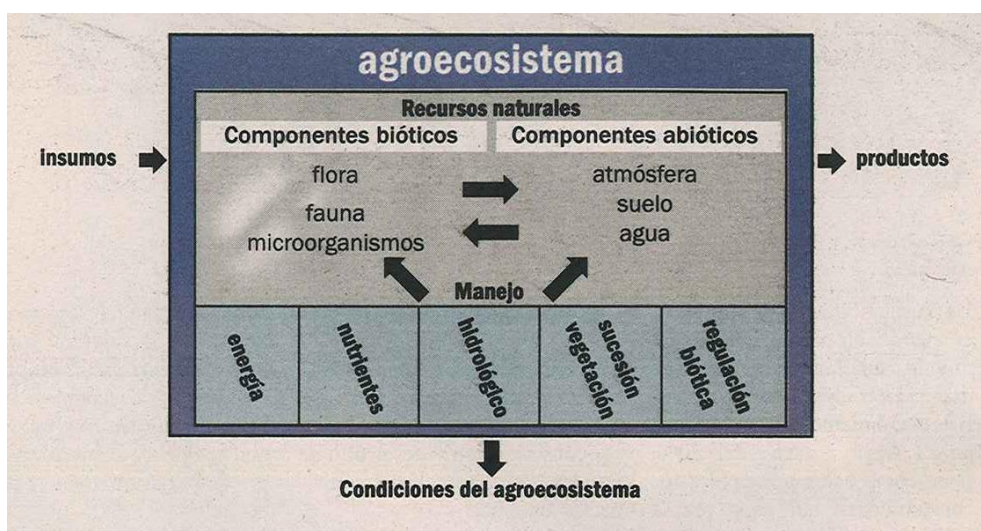 agroecosistema
Recursos naturales
Componentes bióticos
Componentes abióticos
insumos
productos
flora
fauna
microorganismos
atmósfera
suelo
agua
Manejo
energía
nutrientes
hidrológico
sucesión
vegetación
regulación
biótica
Condiciones del agroecosistema